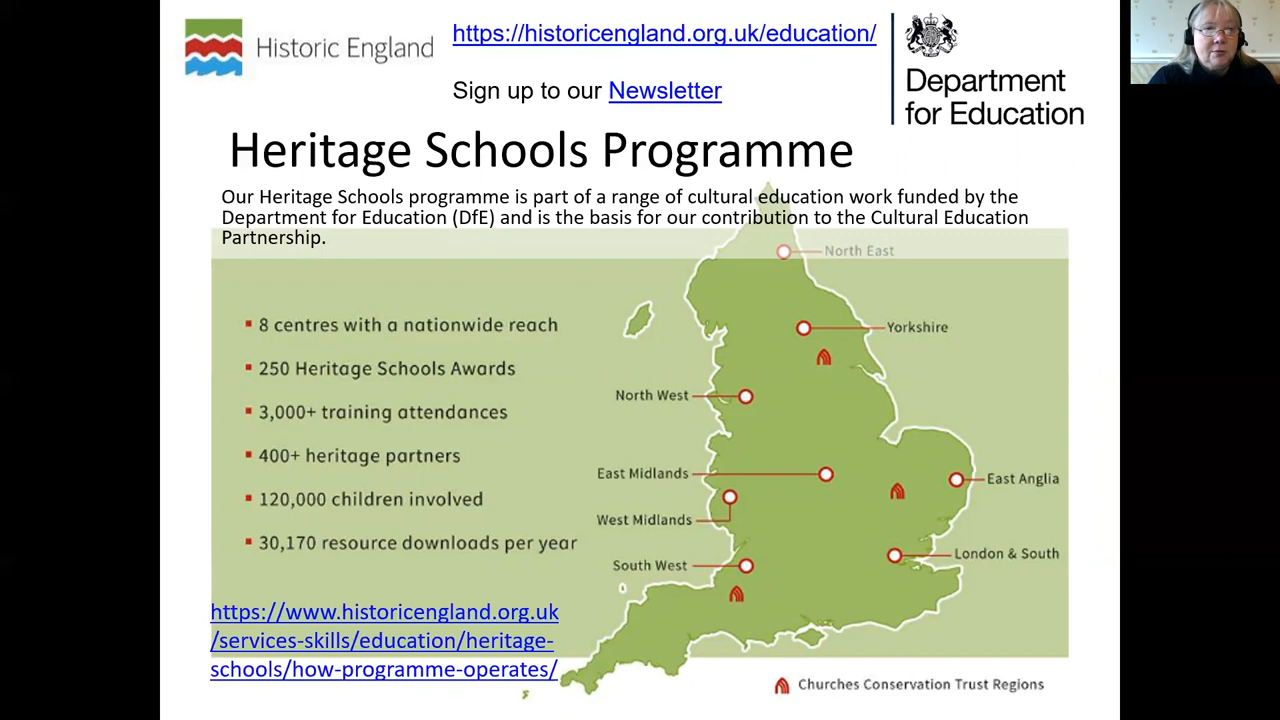 Historic England
https://historicengland.org.uk/education/
Sign up to our Newsletter
Department
for Education
Heritage Schools Programme
Our Heritage Schools programme is part of a range of cultural education work funded by the
Department for Education (DfE) and is the basis for our contribution to the Cultural Education
Partnership.
8 centres with a nationwide reach
250 Heritage Schools Awards
3,000+ training attendances
400+ heritage partners
120,000 children involved
30,170 resource downloads per year
North East
Yorkshire
North West
East Midlands
East Anglia
West Midlands
London & South
South West
https://www.historicengland.org.uk
/services-skills/education/heritage-
schools/how-programme-operates/
Churches Conservation Trust Regions